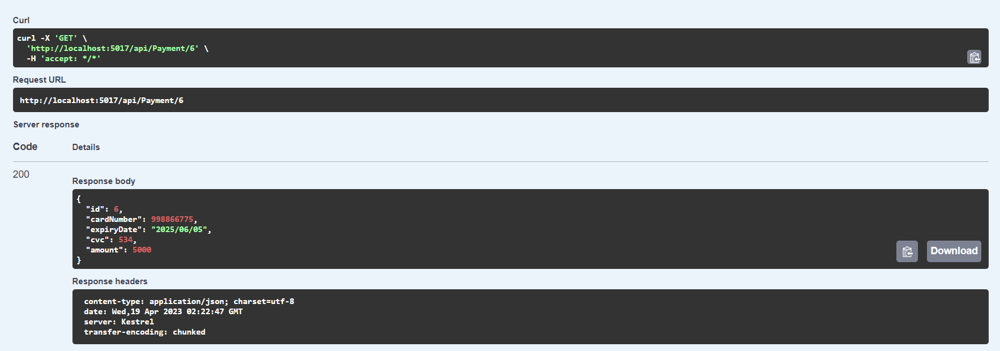 Curl
curl -X 'GET' \
  'http://localhost:5017/api/Payment/6' \
  -H 'accept: */*'
Request URL
http://localhost:5017/api/Payment/6
Server response
Code Details
200
Response body
{
  "id": 6,
  "cardNumber": 998866775,
  "expiryDate": "2025/06/05",
  "cvc": 534,
  "amount": 5000
}
Download
Response headers
content-type: application/json; charset=utf-8
date: Wed,19 Apr 2023 02:22:47 GMT
server: Kestrel
transfer-encoding: chunked